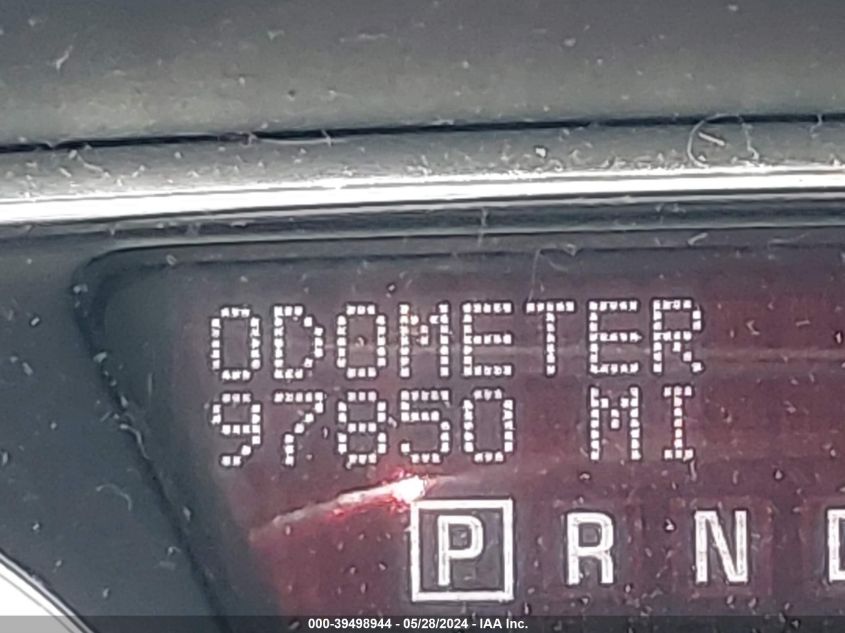 ODOMETER
97850 MI
P R N
000-39498944 - 05/28/2024 - IAA Inc.